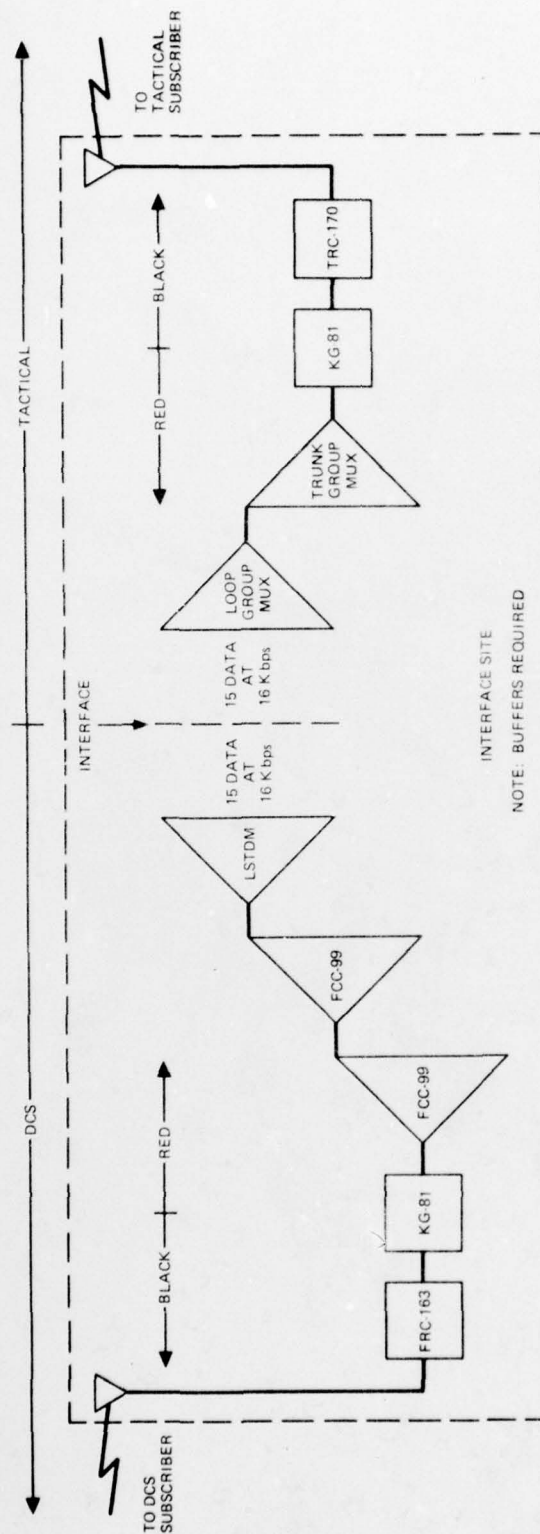 DCS
TACTICAL
TO DCS
SUBSCRIBER
BLACK
RED
INTERFACE
RED
BLACK
TO
TACTICAL
SUBSCRIBER
FRC-163
KG-81
FCC-99
FCC-99
LSTDM
15 DATA
AT
16 Kbps
15 DATA
AT
16 Kbps
LOOP
GROUP
MUX
TRUNK
GROUP
MUX
KG-81
TRC-170
INTERFACE SITE
NOTE: BUFFERS REQUIRED